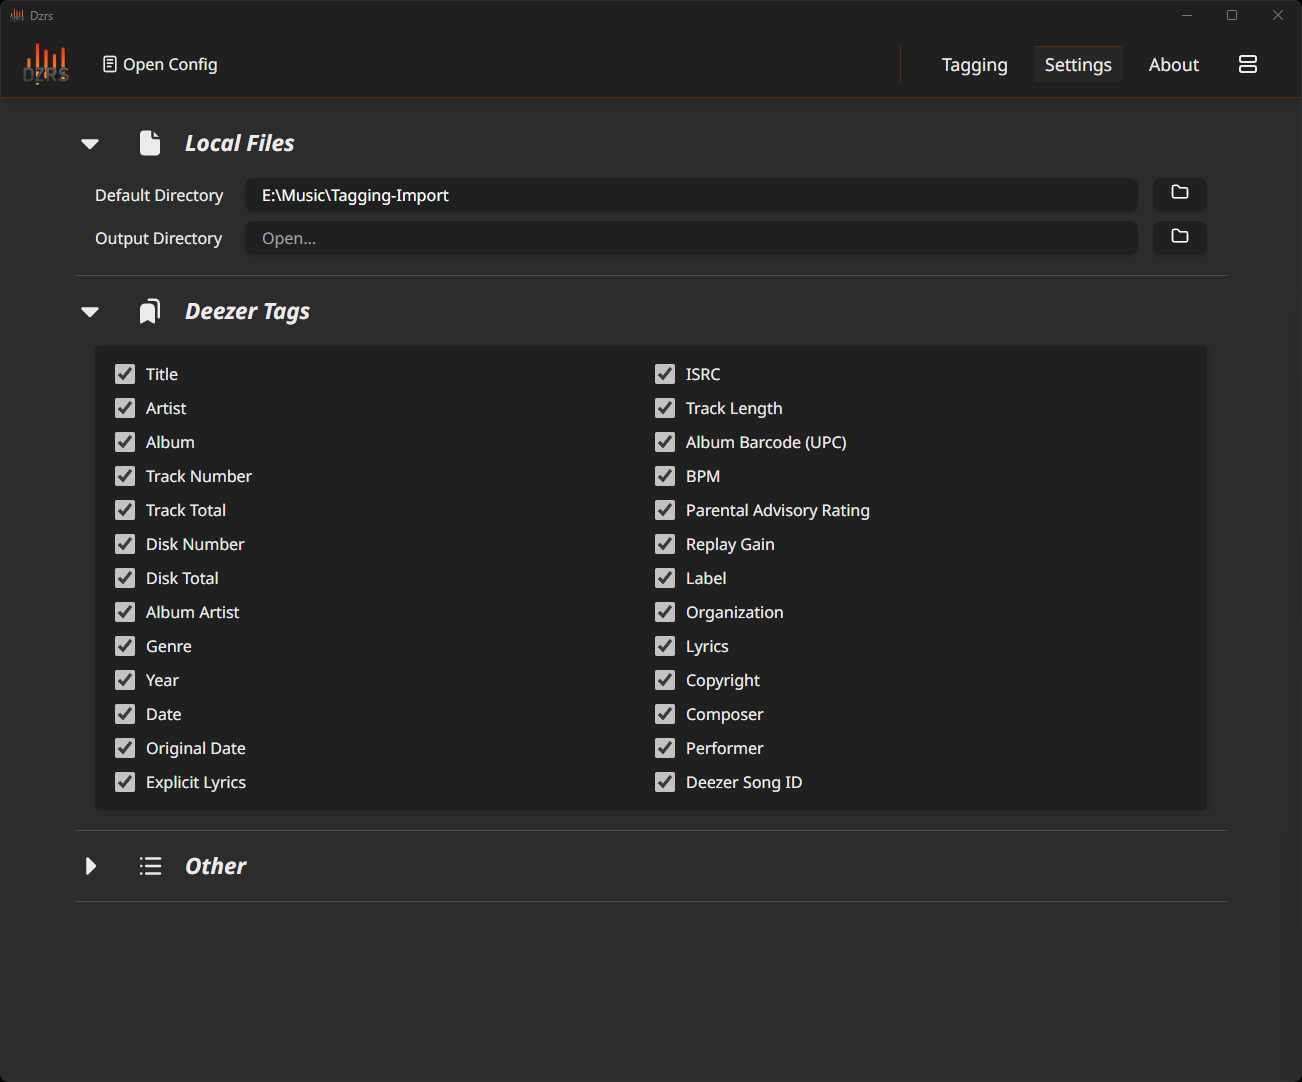 Dzrs
DZRS
Open Config
Tagging
Settings
About
Local Files
Default Directory
E:\Music\Tagging-Import
Output Directory
Open...
Deezer Tags
Title
Artist
Album
Track Number
Track Total
Disk Number
Disk Total
Album Artist
Genre
Year
Date
Original Date
Explicit Lyrics
ISRC
Track Length
Album Barcode (UPC)
BPM
Parental Advisory Rating
Replay Gain
Label
Organization
Lyrics
Copyright
Composer
Performer
Deezer Song ID
Other